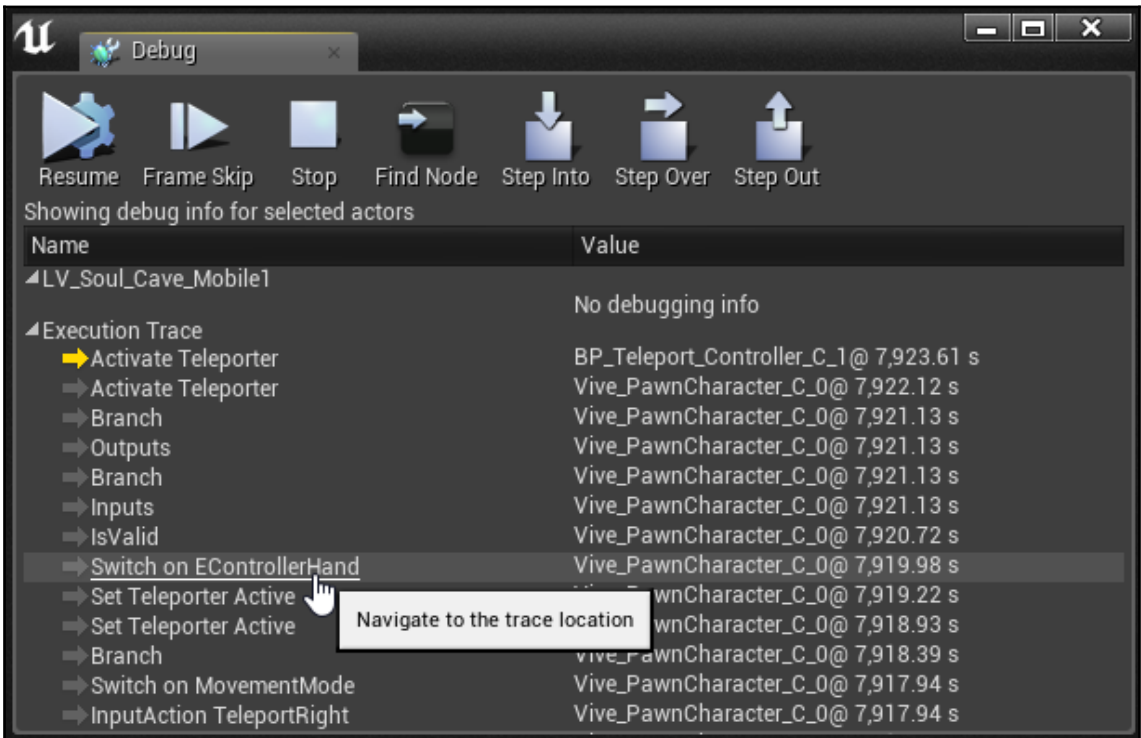 Debug
Resume Frame Skip Stop Find Node Step Into Step Over Step Out
Showing debug info for selected actors
Name Value
LV_Soul_Cave_Mobile1
No debugging info
Execution Trace
Activate Teleporter BP_Teleport_Controller_C_1@ 7,923.61 s
Activate Teleporter Vive_PawnCharacter_C_0@ 7,922.12 s
Branch Vive_PawnCharacter_C_0@ 7,921.13 s
Outputs Vive_PawnCharacter_C_0@ 7,921.13 s
Branch Vive_PawnCharacter_C_0@ 7,921.13 s
Inputs Vive_PawnCharacter_C_0@ 7,921.13 s
IsValid Vive_PawnCharacter_C_0@ 7,920.72 s
Switch on EControllerHand Vive_PawnCharacter_C_0@ 7,919.98 s
Set Teleporter Active Vive_PawnCharacter_C_0@ 7,919.22 s
Navigate to the trace location
Set Teleporter Active _PawnCharacter_C_0@ 7,918.93 s
Branch Vive_PawnCharacter_C_0@ 7,918.39 s
Switch on MovementMode Vive_PawnCharacter_C_0@ 7,917.94 s
InputAction TeleportRight Vive_PawnCharacter_C_0@ 7,917.94 s